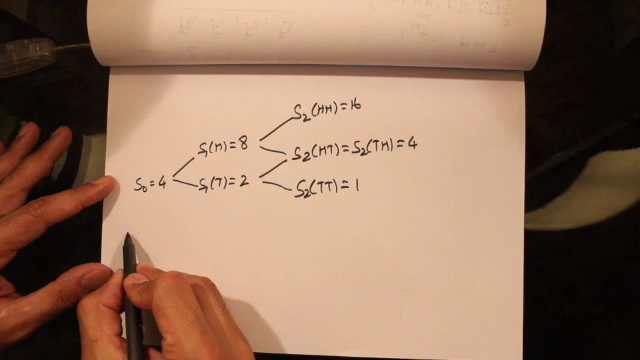 S₂(HH)=16
S₁(H)=8
S₂(HT)=S₂(TH)=4
S₀=4
S₁(T)=2
S₂(TT)=1